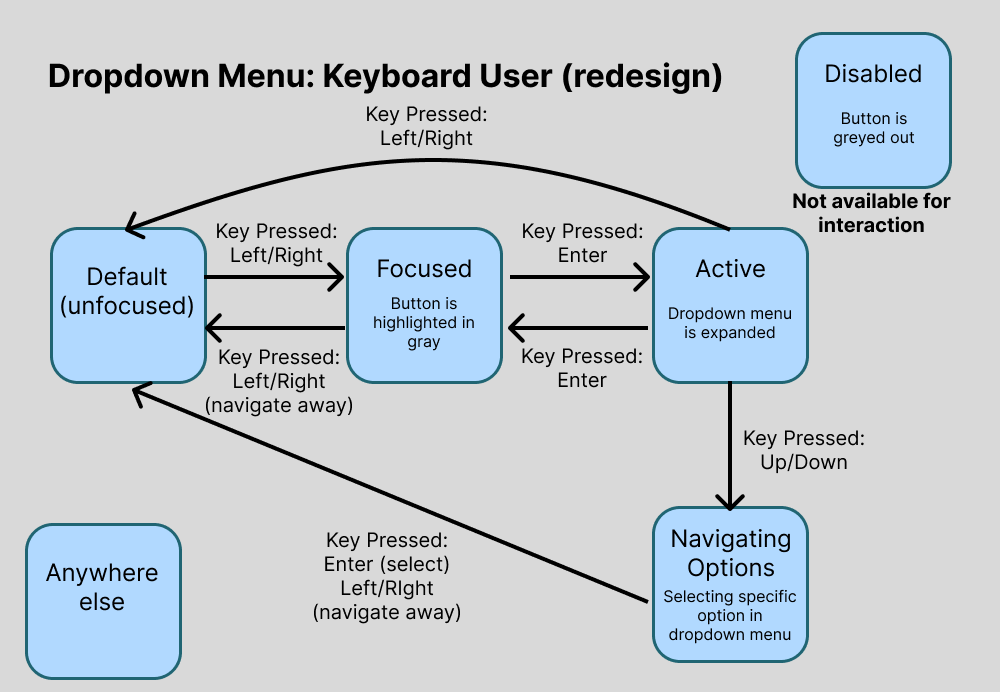 Dropdown Menu: Keyboard User (redesign)
Disabled
Button is
greyed out
Not available for
interaction
Key Pressed:
Left/Right
Default
(unfocused)
Key Pressed:
Left/Right
Key Pressed:
Left/Right
(navigate away)
Focused
Button is
highlighted in
gray
Key Pressed:
Enter
Key Pressed:
Enter
Active
Dropdown menu
is expanded
Key Pressed:
Up/Down
Navigating
Options
Selecting specific
option in
dropdown menu
Key Pressed:
Enter (select)
Left/RIght
(navigate away)
Anywhere
else